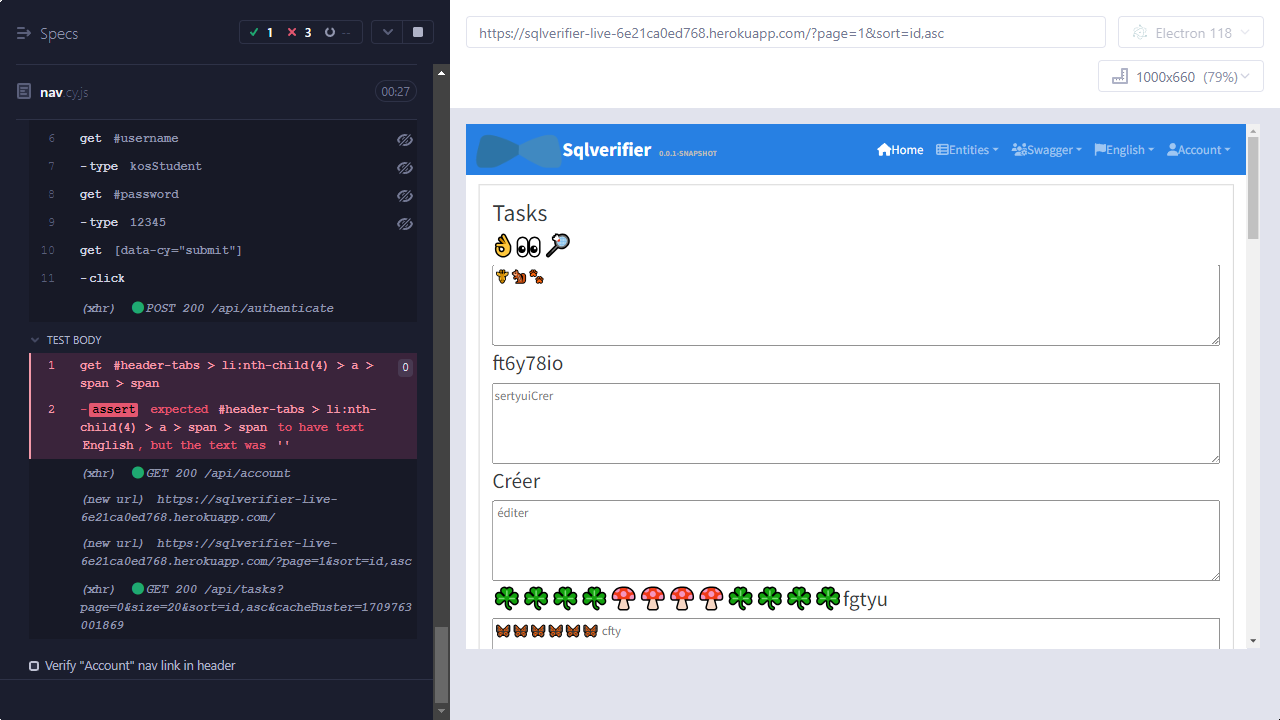 Specs
1 3 --
nav.cy.js
00:27
6 get #username
7 -type kosStudent
8 get #password
9 -type 12345
10 get [data-cy="submit"]
11 -click
(xhr) POST 200 /api/authenticate
TEST BODY
1 get #header-tabs > li:nth-child(4) > a >
span > span
0
2 -assert expected #header-tabs > li:nth-
child(4) > a > span > span to have text
English, but the text was ''
(xhr) GET 200 /api/account
(new url) https://sqlverifier-live-
6e21ca0ed768.herokuapp.com/
(new url) https://sqlverifier-live-
6e21ca0ed768.herokuapp.com/?page=1&sort=id,asc
(xhr) GET 200 /api/tasks?
page=0&size=20&sort=id,asc&cacheBuster=1709763
001869
Verify "Account" nav link in header
https://sqlverifier-live-6e21ca0ed768.herokuapp.com/?page=1&sort=id,asc
Electron 118
1000x660 (79%)
Sqlverifier 0.0.1-SNAPSHOT
Home Entities Swagger English Account
Tasks
👌👀🔎
ft6y78io
sertyuiCrer
Créer
éditer
☘☘☘☘🍄🍄🍄🍄☘☘☘☘fgtyu
🦋🦋🦋🦋🦋🦋 cfty